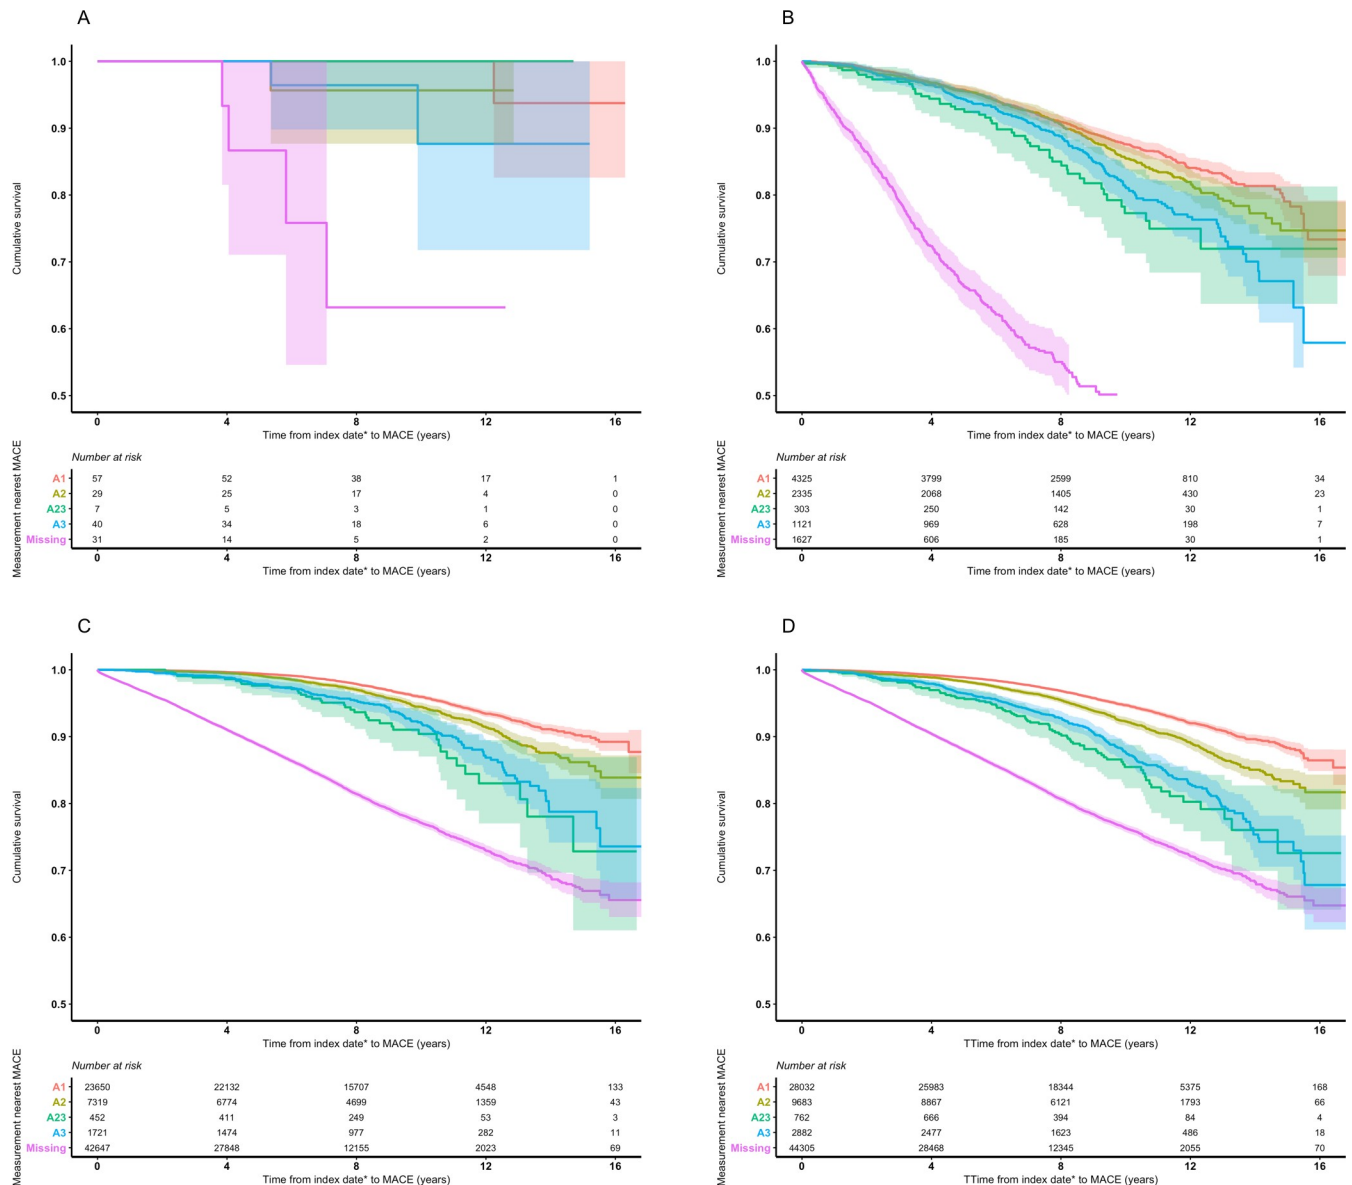 A
Cumulative survival
1.0
0.9
0.8
0.7
0.6
0.5
0 4 8 12 16
Time from index date* to MACE (years)
Measurement nearest MACE
Number at risk
A1 57 52 38 17 1
A2 29 25 17 4 0
A23 7 5 3 1 0
A3 40 34 18 6 0
Missing 31 14 5 2 0
0 4 8 12 16
Time from index date* to MACE (years)
B
Cumulative survival
1.0
0.9
0.8
0.7
0.6
0.5
0 4 8 12 16
Time from index date* to MACE (years)
Measurement nearest MACE
Number at risk
A1 4325 3799 2599 810 34
A2 2335 2068 1405 430 23
A23 303 250 142 30 1
A3 1121 969 628 198 7
Missing 1627 606 185 30 1
0 4 8 12 16
Time from index date* to MACE (years)
C
Cumulative survival
1.0
0.9
0.8
0.7
0.6
0.5
0 4 8 12 16
Time from index date* to MACE (years)
Measurement nearest MACE
Number at risk
A1 23650 22132 15707 4548 133
A2 7319 6774 4699 1359 43
A23 452 411 249 53 3
A3 1721 1474 977 282 11
Missing 42647 27848 12155 2023 69
0 4 8 12 16
Time from index date* to MACE (years)
D
Cumulative survival
1.0
0.9
0.8
0.7
0.6
0.5
0 4 8 12 16
TTime from index date* to MACE (years)
Measurement nearest MACE
Number at risk
A1 28032 25983 18344 5375 168
A2 9683 8867 6121 1793 66
A23 762 666 394 84 4
A3 2882 2477 1623 486 18
Missing 44305 28468 12345 2055 70
0 4 8 12 16
TTime from index date* to MACE (years)